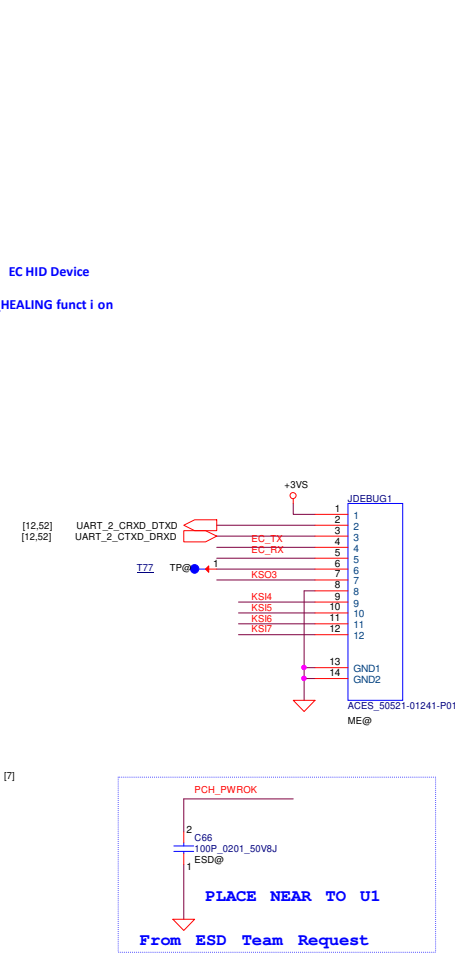 EC HID Device
HEALING funct i on
+3VS
JDEBUG1
1
1
2
2
[12,52] UART_2_CRXD_DTXD
3
3
[12,52] UART_2_CTXD_DRXD
EC_TX
4
4
EC_RX
5
5
T77 TP@ 1
6
6
KSO3
7
7
8
8
KSI4
9
9
KSI5
10
10
KSI6
11
11
KSI7
12
12
13
GND1
14
GND2
ACES_50521-01241-P01
ME@
[7]
PCH_PWROK
2
C66
100P_0201_50V8J
ESD@
1
PLACE NEAR TO U1
From ESD Team Request